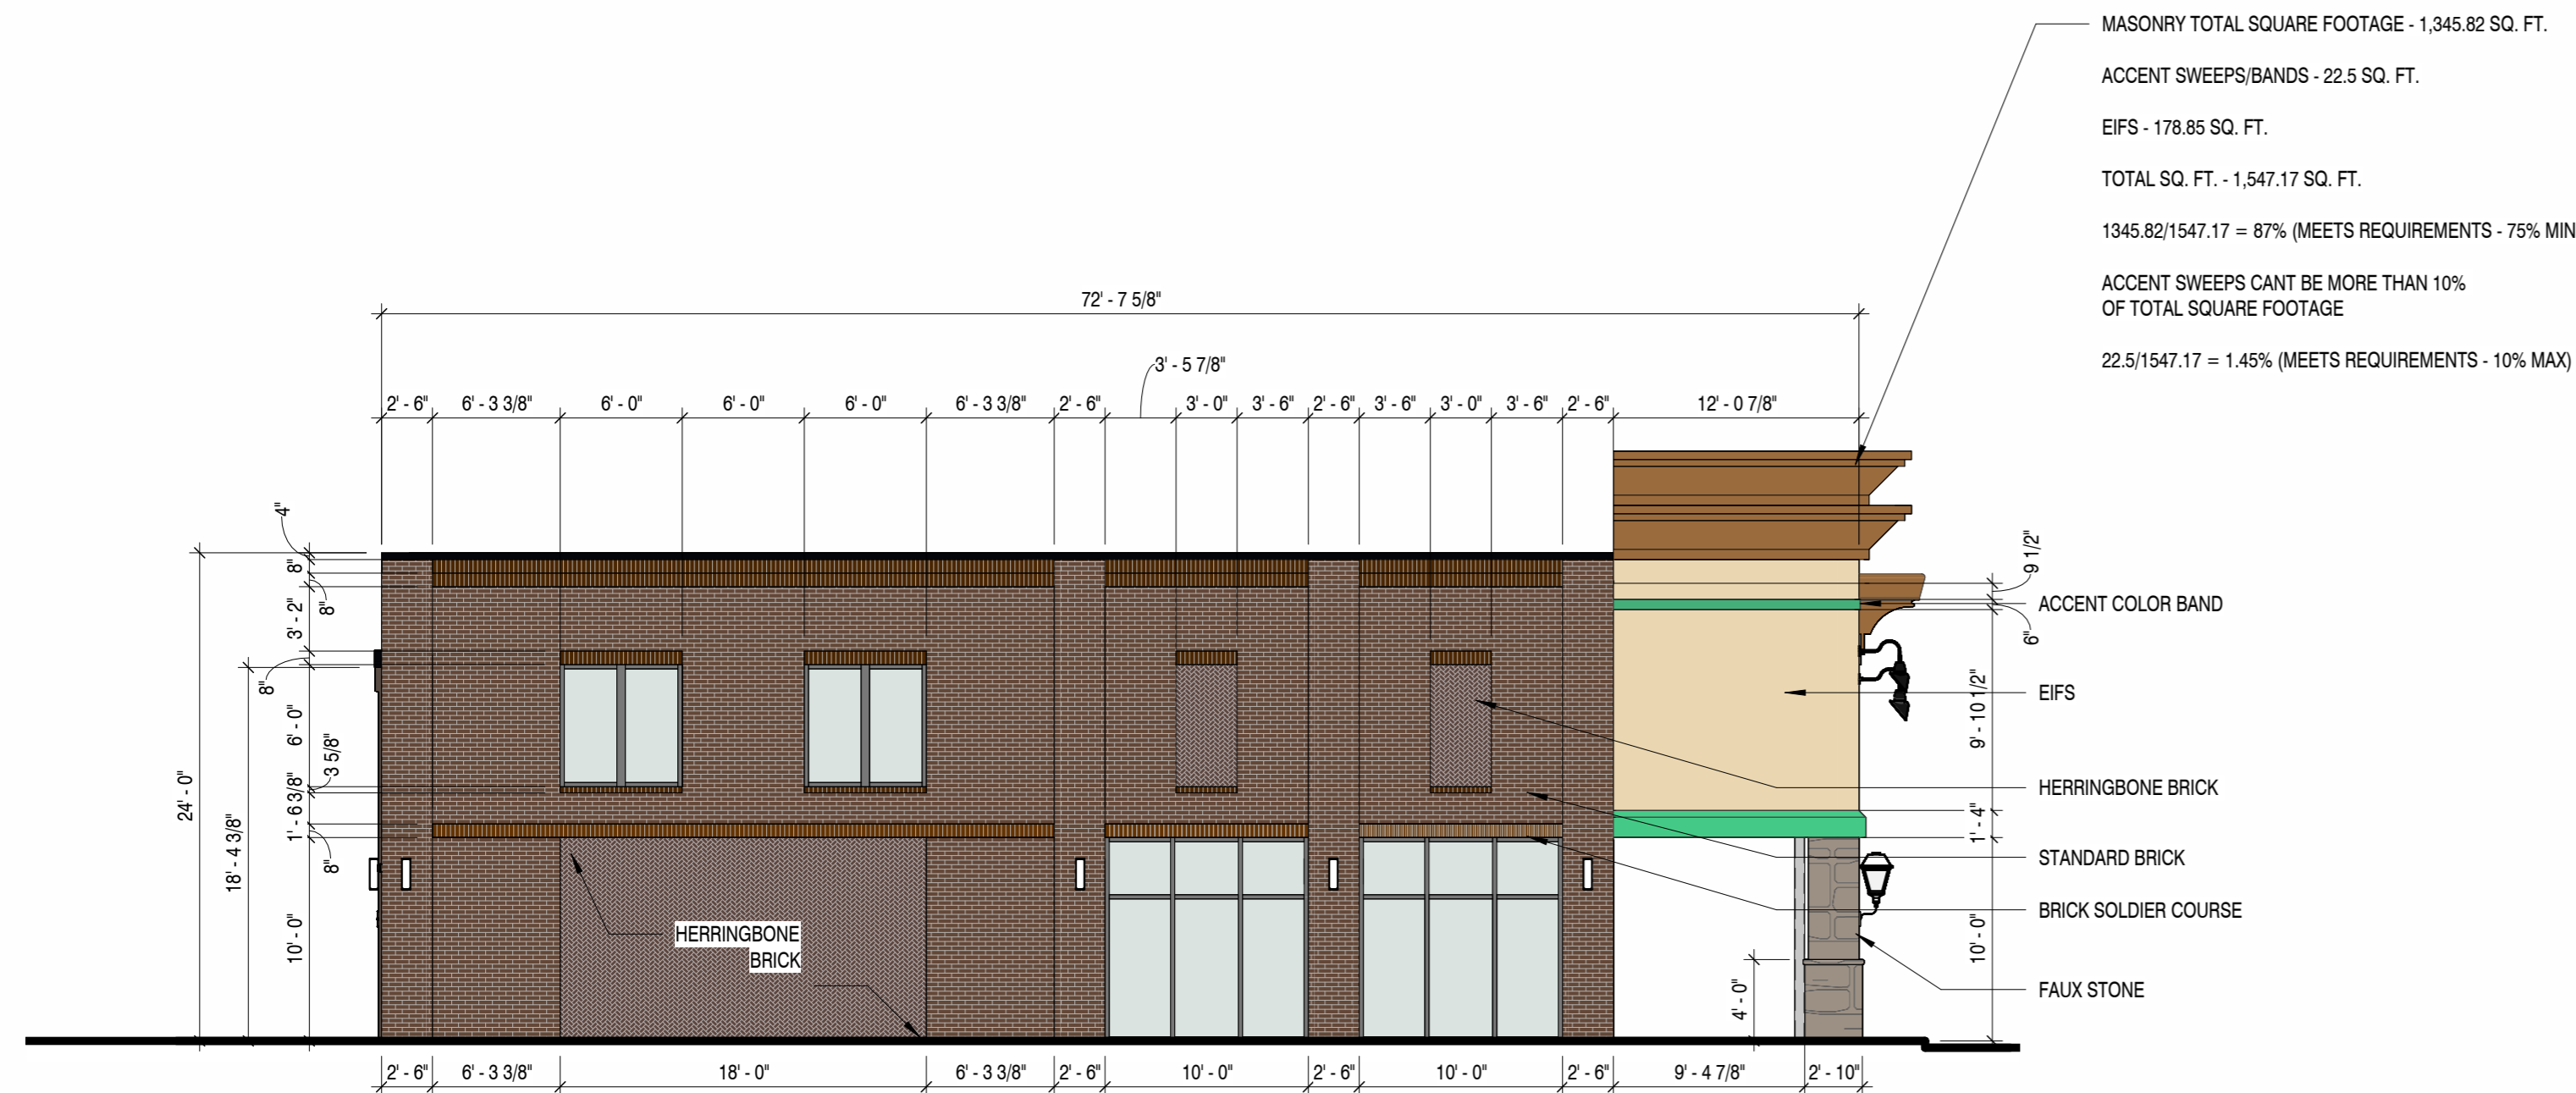 MASONRY TOTAL SQUARE FOOTAGE - 1,345.82 SQ. FT.
ACCENT SWEEPS/BANDS - 22.5 SQ. FT.
EIFS - 178.85 SQ. FT.
TOTAL SQ. FT. - 1,547.17 SQ. FT.
1345.82/1547.17 = 87% (MEETS REQUIREMENTS - 75% MIN
ACCENT SWEEPS CANT BE MORE THAN 10%
OF TOTAL SQUARE FOOTAGE
22.5/1547.17 = 1.45% (MEETS REQUIREMENTS - 10% MAX)
72' - 7 5/8"
3' - 5 7/8"
2' - 6" 6' - 3 3/8" 6' - 0" 6' - 0" 6' - 0" 6' - 3 3/8" 2' - 6" 3' - 0" 3' - 6" 2' - 6" 3' - 6" 3' - 0" 3' - 6" 2' - 6" 12' - 0 7/8"
4"
8"
8"
3' - 2"
8"
6' - 0"
3 5/8"
1' - 6 3/8"
8"
10' - 0"
18' - 4 3/8"
24' - 0"
9 1/2"
ACCENT COLOR BAND
6"
EIFS
9' - 10 1/2"
HERRINGBONE BRICK
1' - 4"
STANDARD BRICK
BRICK SOLDIER COURSE
10' - 0"
FAUX STONE
4' - 0"
HERRINGBONE
BRICK
2' - 6" 6' - 3 3/8" 18' - 0" 6' - 3 3/8" 2' - 6" 10' - 0" 2' - 6" 10' - 0" 2' - 6" 9' - 4 7/8" 2' - 10"